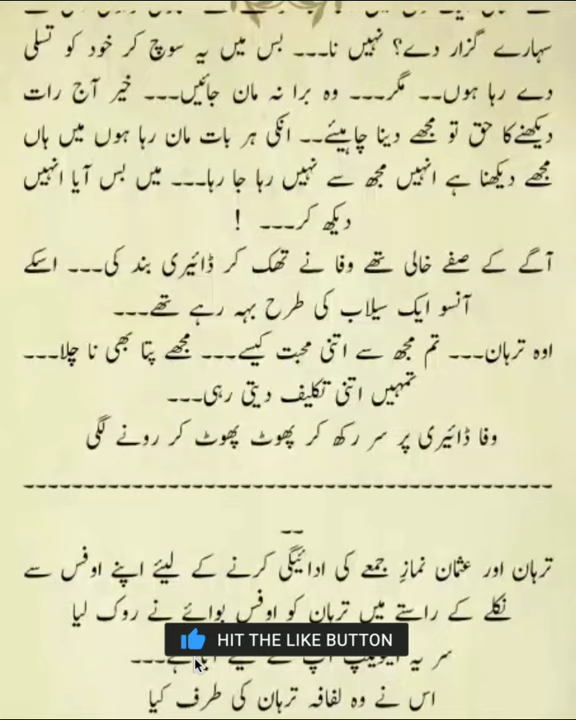 سہارے گزار دے؟ نہیں نا۔۔۔ بس میں یہ سوچ کر خود کو تسلی
دے رہا ہوں۔۔ مگر۔۔۔ وہ برا نہ مان جائیں۔۔۔ خیر آج رات
دیکھنے کا حق تو مجھے دینا چاہیئے۔۔ انکی ہر بات مان رہا ہوں میں ہاں
مجھے دیکھنا ہے انہیں مجھ سے نہیں رہا جا رہا۔۔۔ میں بس آیا انہیں
دیکھ کر۔۔۔ !
آگے کے صفے خالی تھے وفا نے تھک کر ڈائیری بند کی۔۔۔ اسکے
آنسو ایک سیلاب کی طرح بہہ رہے تھے۔۔۔
اوہ ترہان۔۔۔ تم مجھ سے اتنی محبت کیسے۔۔۔ مجھے پتا بھی نا چلا۔۔۔
تمہیں اتنی تکلیف دیتی رہی۔۔۔
وفا ڈائیری پر سر رکھ کر پھوٹ پھوٹ کر رونے لگی
--------------------------------------------
--
ترہان اور عثمان نمازِ جمعے کی ادائیگی کرنے کے لیئے اپنے اوفس سے
نکلے کے راستے میں ترہان کو اوفس بوائے نے روک لیا
HIT THE LIKE BUTTON
سر یہ
اس نے وہ لفافہ ترہان کی طرف کیا